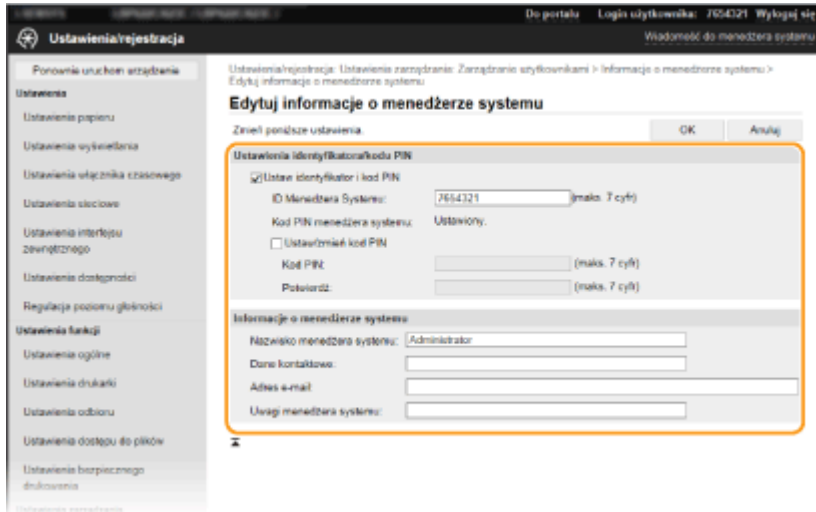 Do portalu Login użytkownika: 7654321 Wyloguj się
Ustawienia/rejestracja
Wiadomość do menedżera systemu
Ponownie uruchom urządzenie
Ustawienia
Ustawienia papieru
Ustawienia wyświetlania
Ustawienia włącznika czasowego
Ustawienia sieciowe
Ustawienia interfejsu
zewnętrznego
Ustawienia dostępności
Regulacja poziomu głośności
Ustawienia funkcji
Ustawienia ogólne
Ustawienia drukarki
Ustawienia odbioru
Ustawienia dostępu do plików
Ustawienia bezpiecznego
drukowania
Ustawienia/rejestracja: Ustawienia zarządzania: Zarządzanie użytkownikami > Informacje o menedżerze systemu >
Edytuj informacje o menedżerze systemu
Edytuj informacje o menedżerze systemu
Zmień poniższe ustawienia.
OK Anuluj
Ustawienia identyfikatora/kodu PIN
Ustaw identyfikator i kod PIN
ID Menedżera Systemu: 7654321 (maks. 7 cyfr)
Kod PIN menedżera systemu: Ustawiony.
Ustaw/zmień kod PIN
Kod PIN: (maks. 7 cyfr)
Potwierdź: (maks. 7 cyfr)
Informacje o menedżerze systemu
Nazwisko menedżera systemu: Administrator
Dane kontaktowe:
Adres e-mail:
Uwagi menedżera systemu: